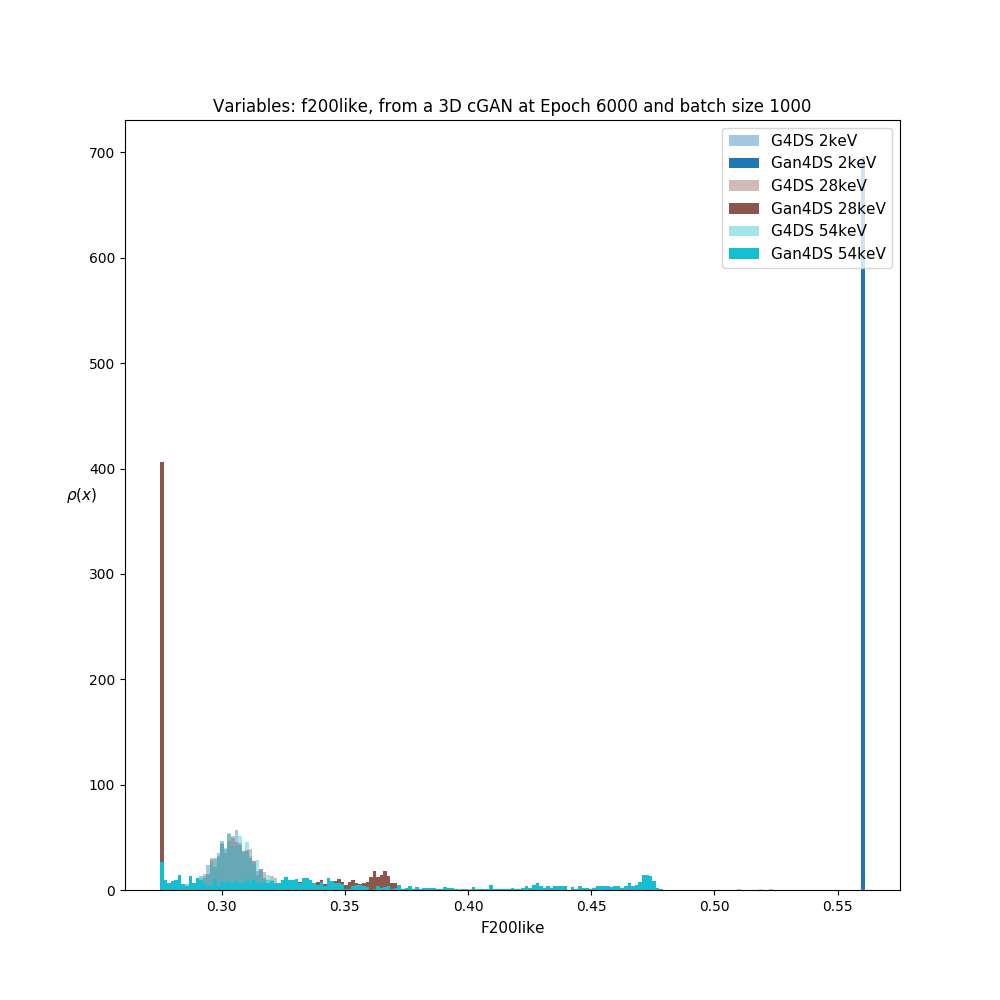 Variables: f200like, from a 3D cGAN at Epoch 6000 and batch size 1000
G4DS 2keV
Gan4DS 2keV
G4DS 28keV
Gan4DS 28keV
G4DS 54keV
Gan4DS 54keV
700
600
500
400
ρ(x)
300
200
100
0
0.30 0.35 0.40 0.45 0.50 0.55
F200like